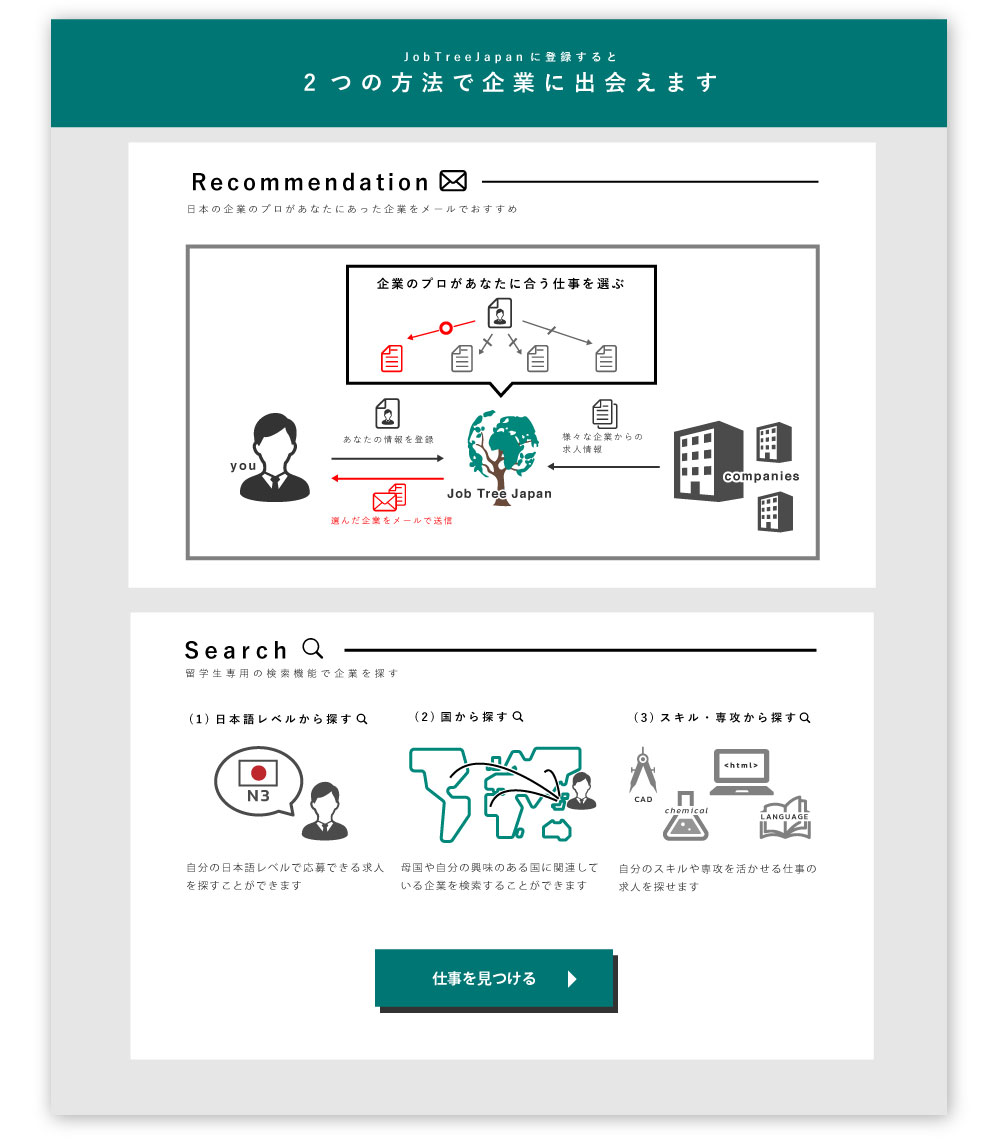 JobTreeJapanに登録すると
2つの方法で企業に出会えます
Recommendation
日本の企業のプロがあなたにあった企業をメールでおすすめ
企業のプロがあなたに合う仕事を選ぶ
あなたの情報を登録
様々な企業からの
求人情報
you
companies
Job Tree Japan
選んだ企業をメールで送信
Search
留学生専用の検索機能で企業を探す
(1)日本語レベルから探す
(2)国から探す
(3)スキル・専攻から探す
N3
<html>
CAD
chemical
LANGUAGE
自分の日本語レベルで応募できる求人
を探すことができます
母国や自分の興味のある国に関連して
いる企業を検索することができます
自分のスキルや専攻を活かせる仕事の
求人を探せます
仕事を見つける